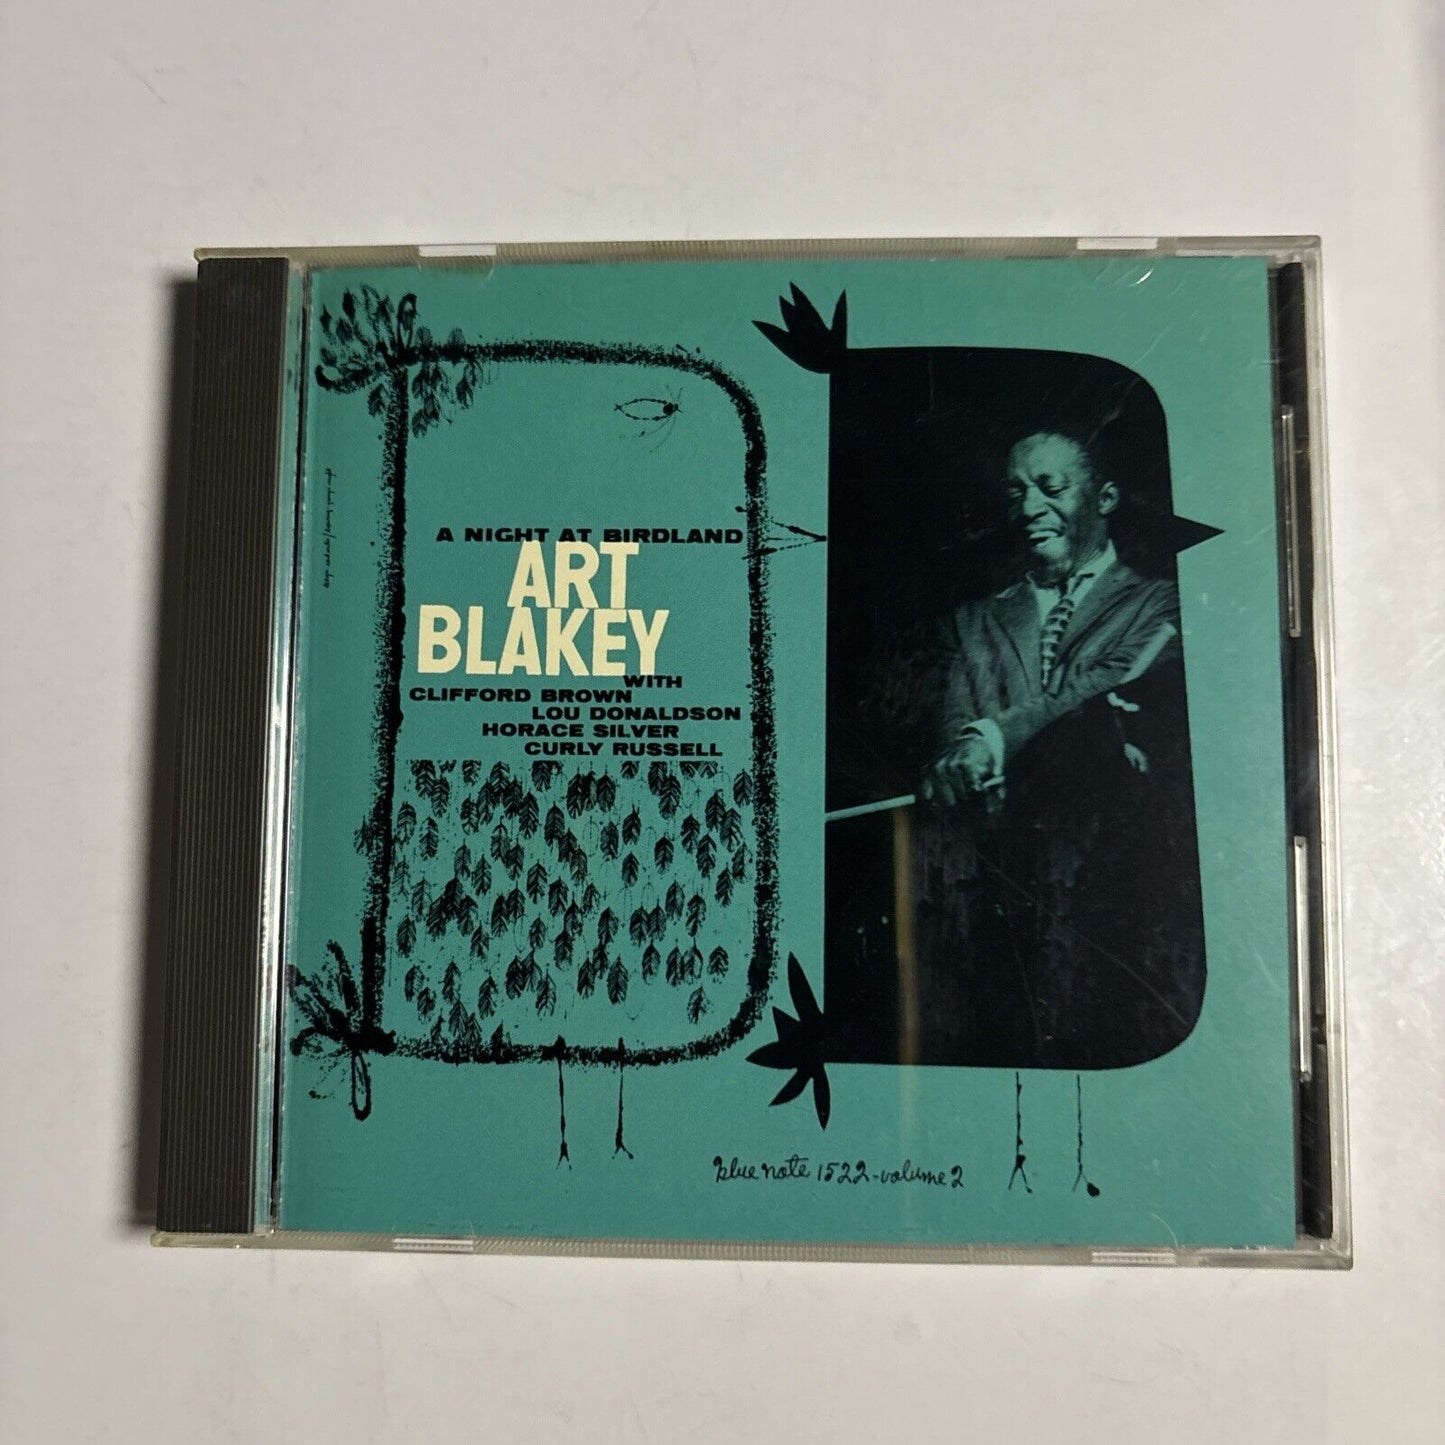 A NIGHT AT BIRDLAND
ART
BLAKEY
WITH
CLIFFORD BROWN
LOU DONALDSON
HORACE SILVER
CURLY RUSSELL
blue note 1522-volume 2